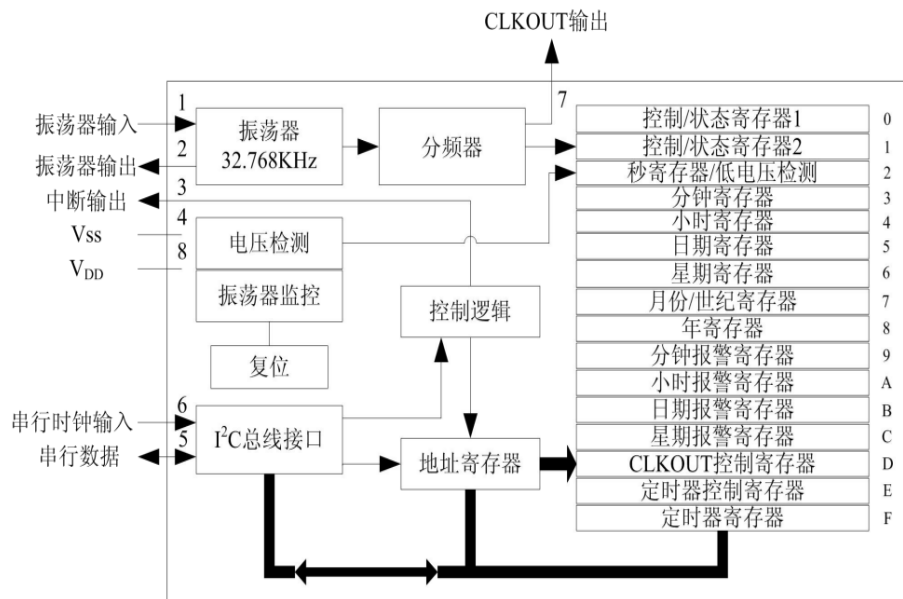 CLKOUT输出
1
振荡器输入
2
振荡器输出
3
中断输出
4
VSS
8
VDD
振荡器
32.768KHz
分频器
7
电压检测
振荡器监控
复位
控制逻辑
6
串行时钟输入
5
串行数据
I²C总线接口
地址寄存器
控制/状态寄存器1 0
控制/状态寄存器2 1
秒寄存器/低电压检测 2
分钟寄存器 3
小时寄存器 4
日期寄存器 5
星期寄存器 6
月份/世纪寄存器 7
年寄存器 8
分钟报警寄存器 9
小时报警寄存器 A
日期报警寄存器 B
星期报警寄存器 C
CLKOUT控制寄存器 D
定时器控制寄存器 E
定时器寄存器 F